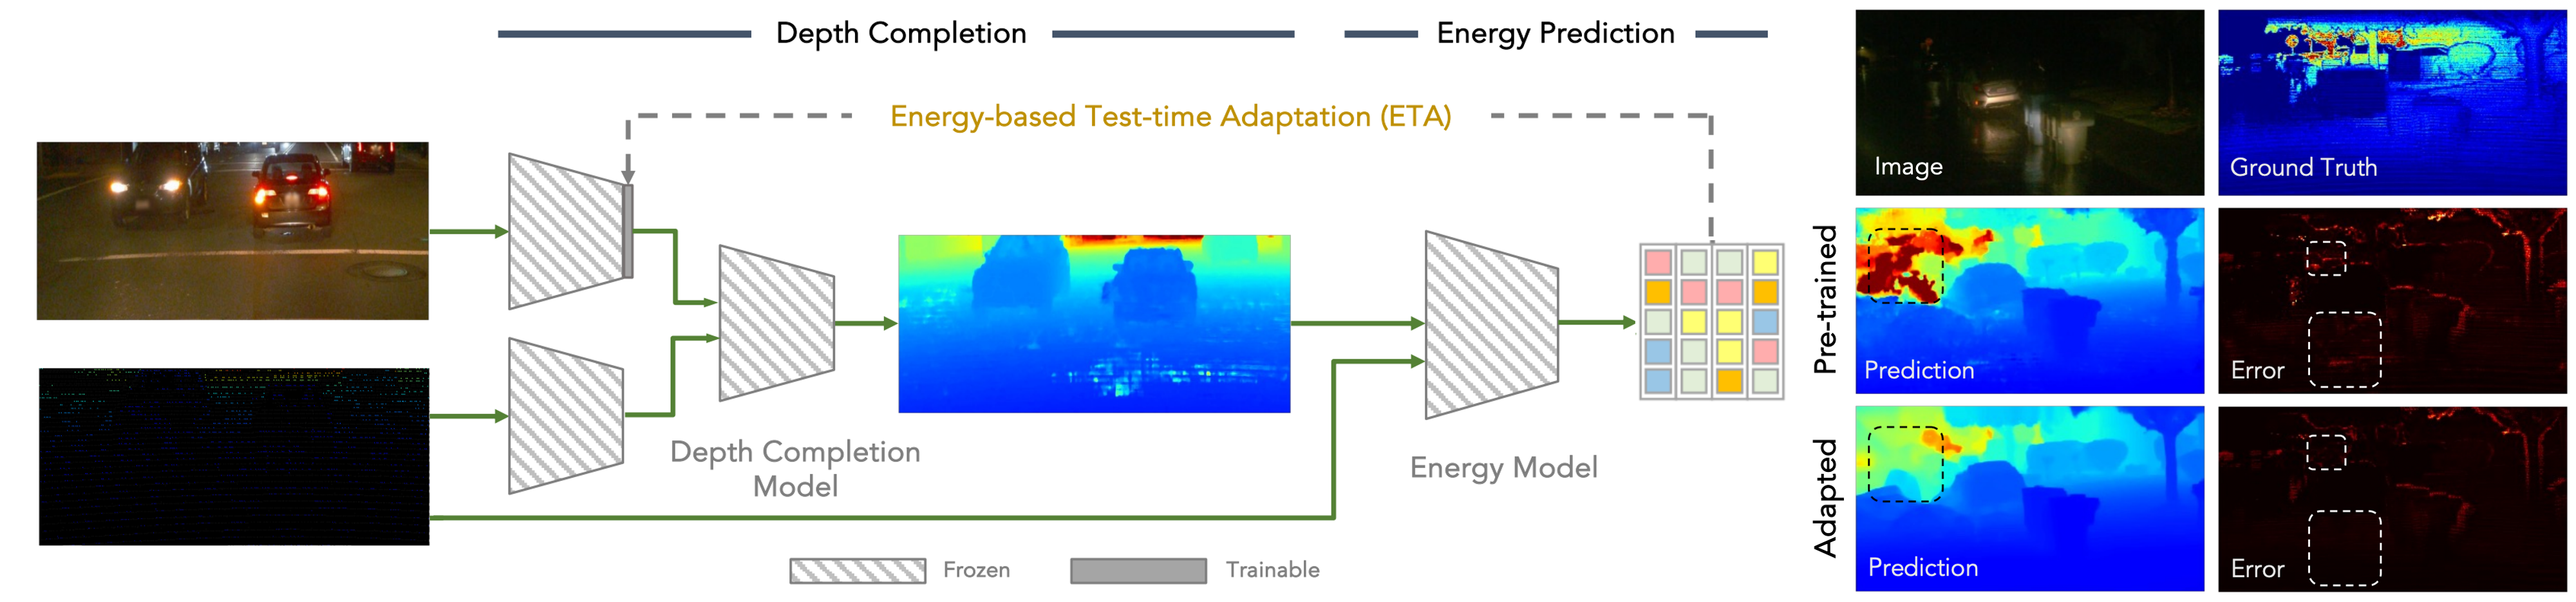 Depth Completion
Energy Prediction
Energy-based Test-time Adaptation (ETA)
Depth Completion
Model
Energy Model
Frozen
Trainable
Image
Ground Truth
Pre-trained
Prediction
Error
Adapted
Prediction
Error